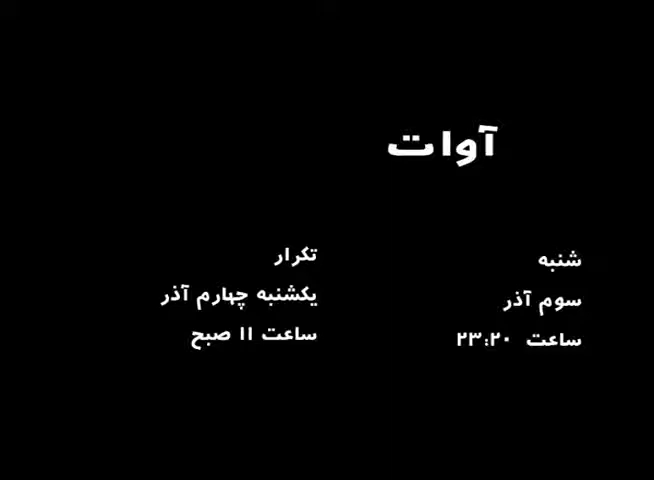 آوات
شنبه
سوم آذر
ساعت ۲۳:۲۰
تکرار
یکشنبه چهارم آذر
ساعت ۱۱ صبح